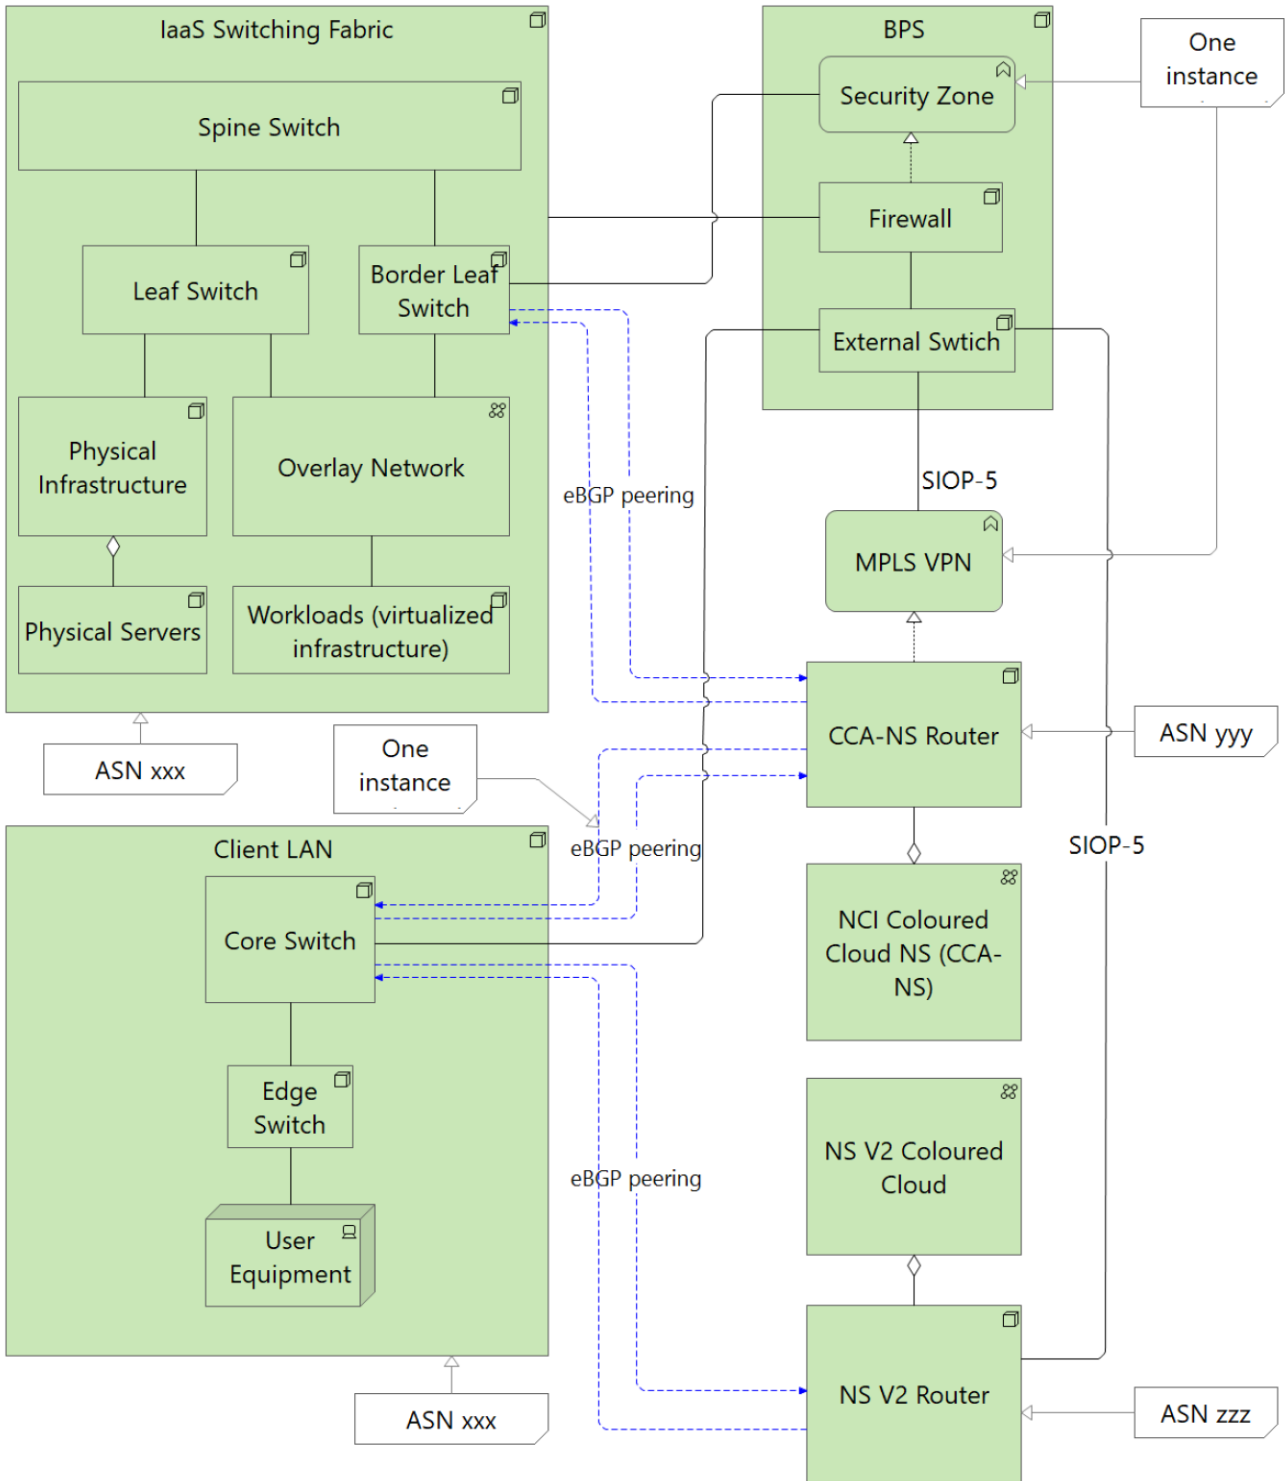 IaaS Switching Fabric
Spine Switch
Leaf Switch
Border Leaf
Switch
Physical
Infrastructure
Overlay Network
Physical Servers
Workloads (virtualized
infrastructure)
ASN xxx
BPS
Security Zone
Firewall
External Swtich
One
instance
SIOP-5
eBGP peering
MPLS VPN
CCA-NS Router
ASN yyy
One
instance
eBGP peering
SIOP-5
Client LAN
Core Switch
Edge
Switch
User
Equipment
ASN xxx
NCI Coloured
Cloud NS (CCA-
NS)
NS V2 Coloured
Cloud
eBGP peering
NS V2 Router
ASN zzz